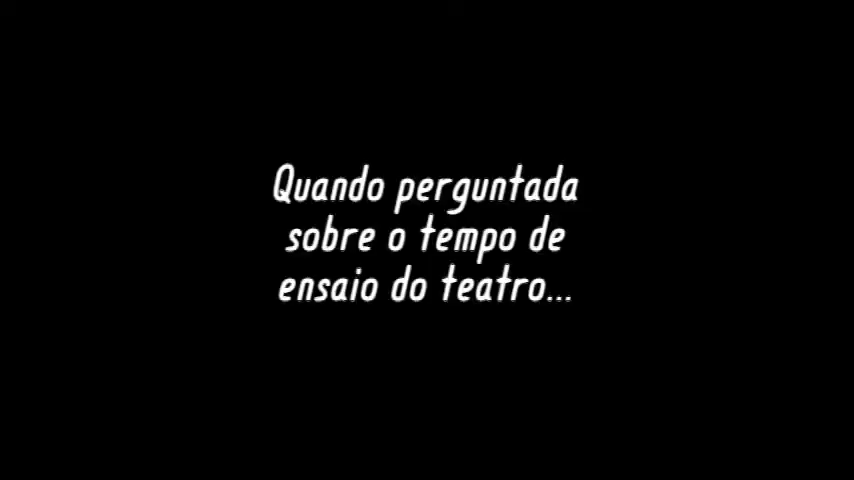 Quando perguntada
sobre o tempo de
ensaio do teatro...